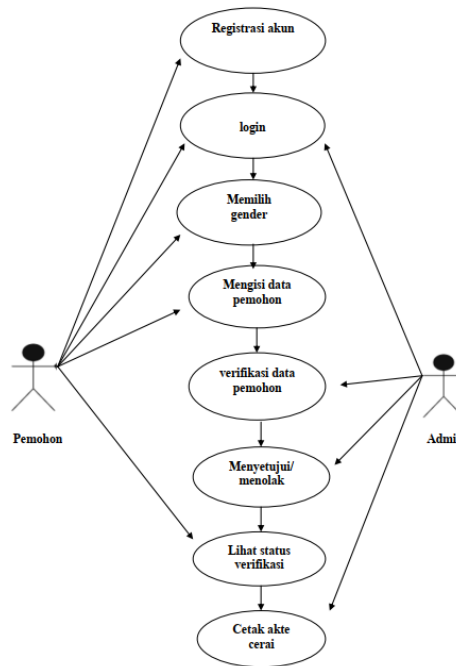 Registrasi akun
login
Memilih
gender
Mengisi data
pemohon
verifikasi data
pemohon
Pemohon
Admi
Menyetujui/
menolak
Lihat status
verifikasi
Cetak akte
cerai